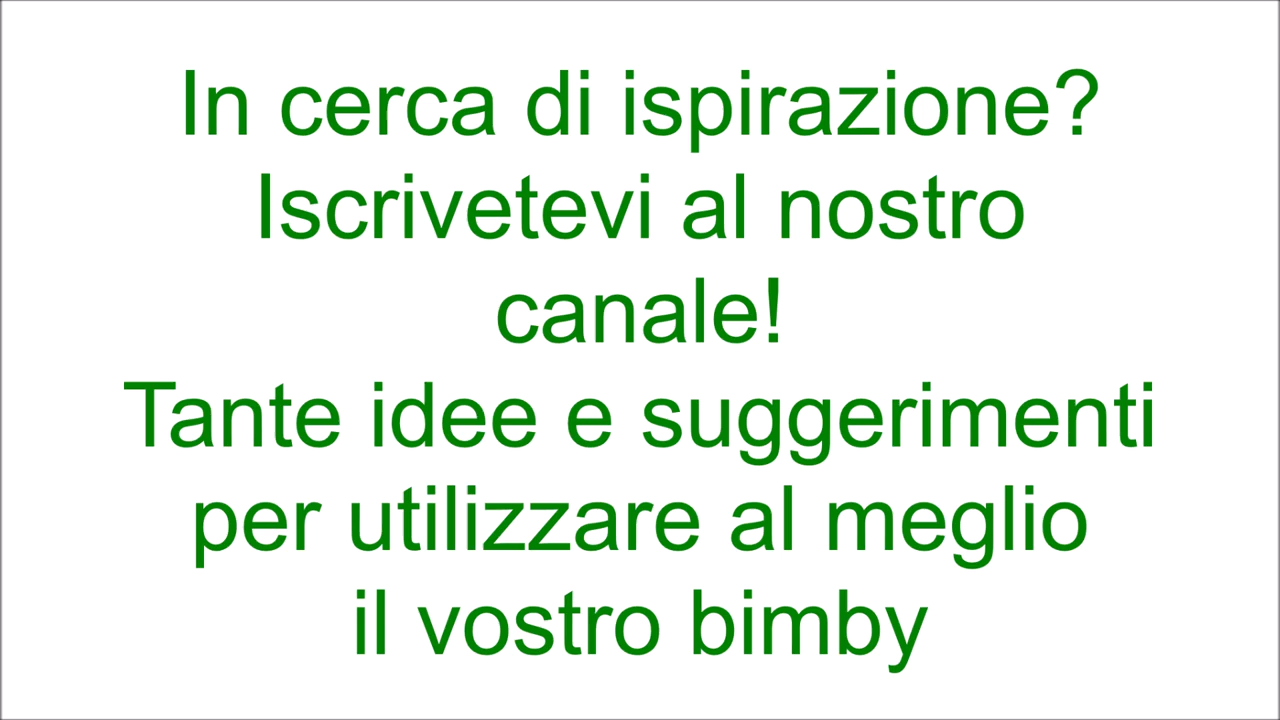 In cerca di ispirazione?
Iscrivetevi al nostro
canale!
Tante idee e suggerimenti
per utilizzare al meglio
il vostro bimby